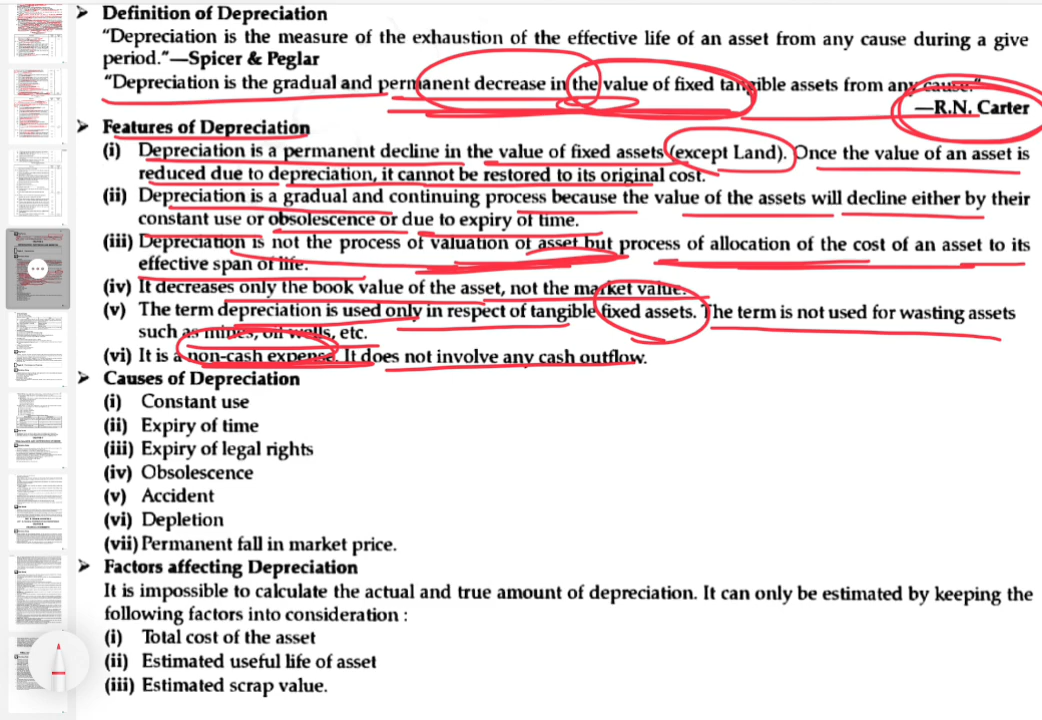 ➤ Definition of Depreciation
“Depreciation is the measure of the exhaustion of the effective life of an asset from any cause during a give
period.”—Spicer & Peglar
“Depreciation is the gradual and permanent decrease in the value of fixed tangible assets from any cause.”
—R.N. Carter
➤ Features of Depreciation
(i) Depreciation is a permanent decline in the value of fixed assets (except Land). Once the value of an asset is
reduced due to depreciation, it cannot be restored to its original cost.
(ii) Depreciation is a gradual and continuing process because the value of the assets will decline either by their
constant use or obsolescence or due to expiry of time.
(iii) Depreciation is not the process of valuation of asset but process of allocation of the cost of an asset to its
effective span of life.
(iv) It decreases only the book value of the asset, not the market value.
(v) The term depreciation is used only in respect of tangible fixed assets. The term is not used for wasting assets
such as mines, oil wells, etc.
(vi) It is a non-cash expense. It does not involve any cash outflow.
➤ Causes of Depreciation
(i) Constant use
(ii) Expiry of time
(iii) Expiry of legal rights
(iv) Obsolescence
(v) Accident
(vi) Depletion
(vii) Permanent fall in market price.
➤ Factors affecting Depreciation
It is impossible to calculate the actual and true amount of depreciation. It can only be estimated by keeping the
following factors into consideration :
(i) Total cost of the asset
(ii) Estimated useful life of asset
(iii) Estimated scrap value.